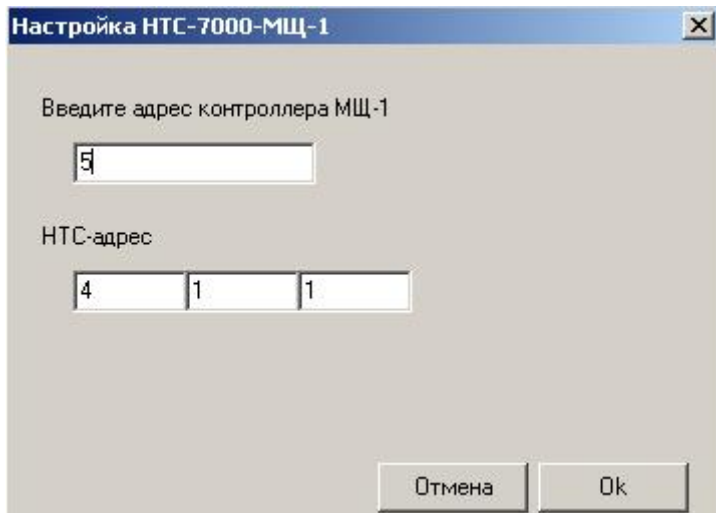 Настройка НТС-7000-МЩ-1
Введите адрес контроллера МЩ-1
5
НТС-адрес
4 1 1
Отмена Ok